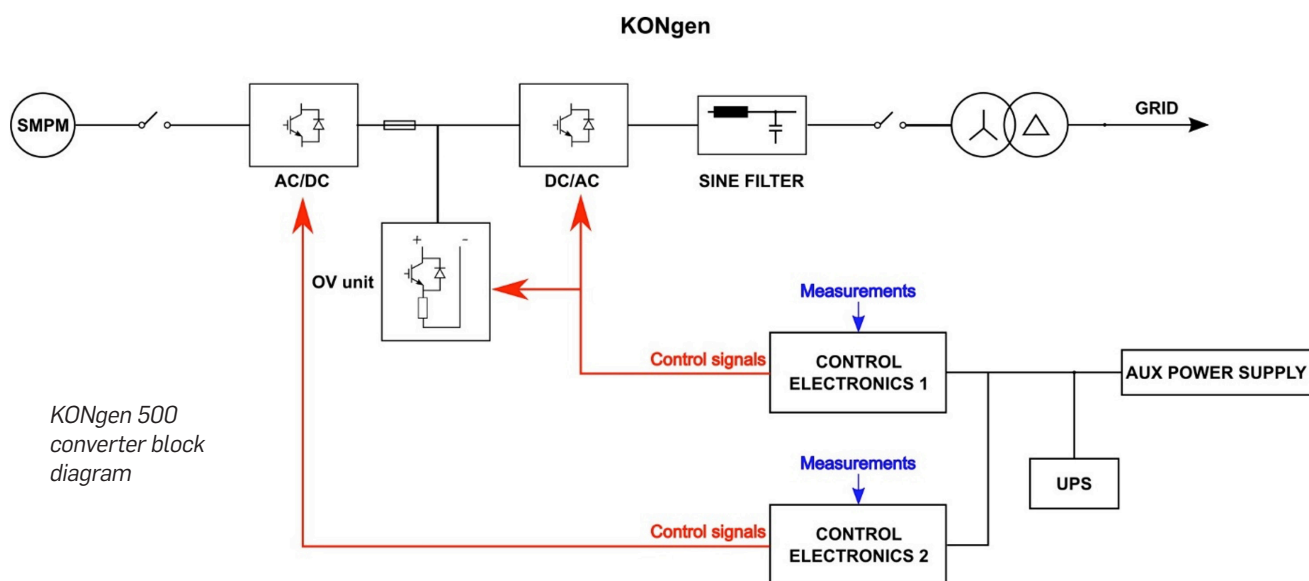 KONgen
SMPM
GRID
AC/DC
DC/AC
SINE FILTER
+ -
OV unit
Measurements
Control signals
CONTROL
ELECTRONICS 1
AUX POWER SUPPLY
KONgen 500
converter block
diagram
Measurements
UPS
Control signals
CONTROL
ELECTRONICS 2